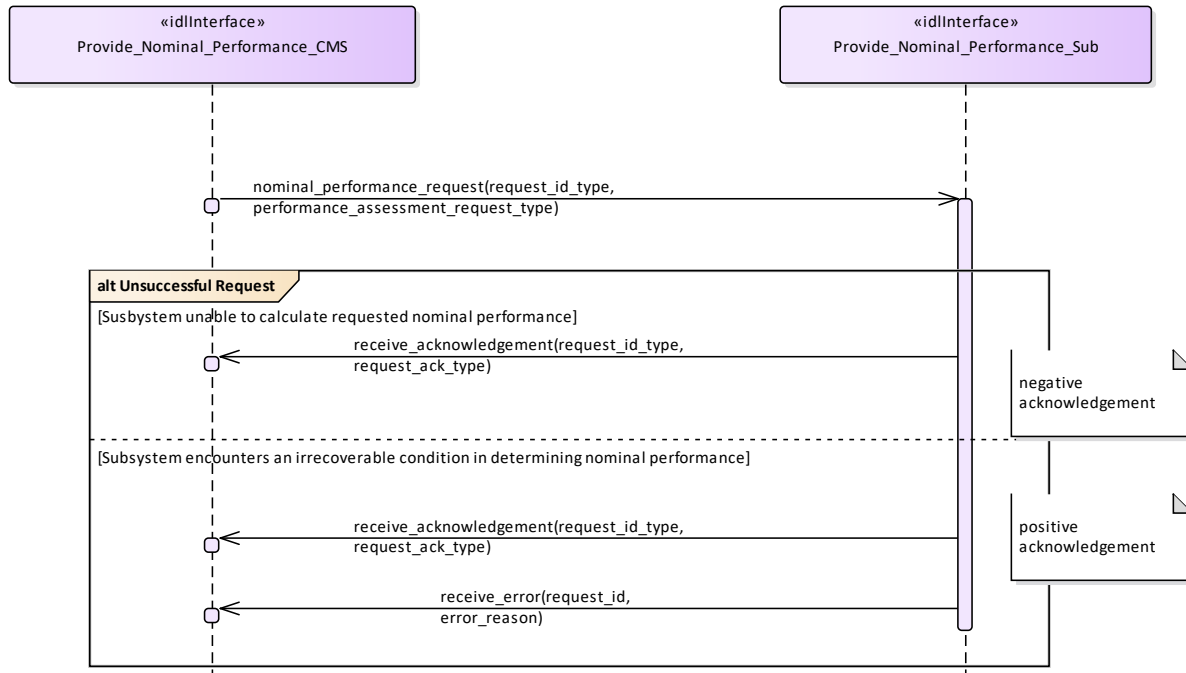 «idlInterface»
Provide_Nominal_Performance_CMS
«idlInterface»
Provide_Nominal_Performance_Sub
nominal_performance_request(request_id_type,
performance_assessment_request_type)
alt Unsuccessful Request
[Susbystem unable to calculate requested nominal performance]
receive_acknowledgement(request_id_type,
request_ack_type)
negative
acknowledgement
[Subsystem encounters an irrecoverable condition in determining nominal performance]
receive_acknowledgement(request_id_type,
request_ack_type)
positive
acknowledgement
receive_error(request_id,
error_reason)